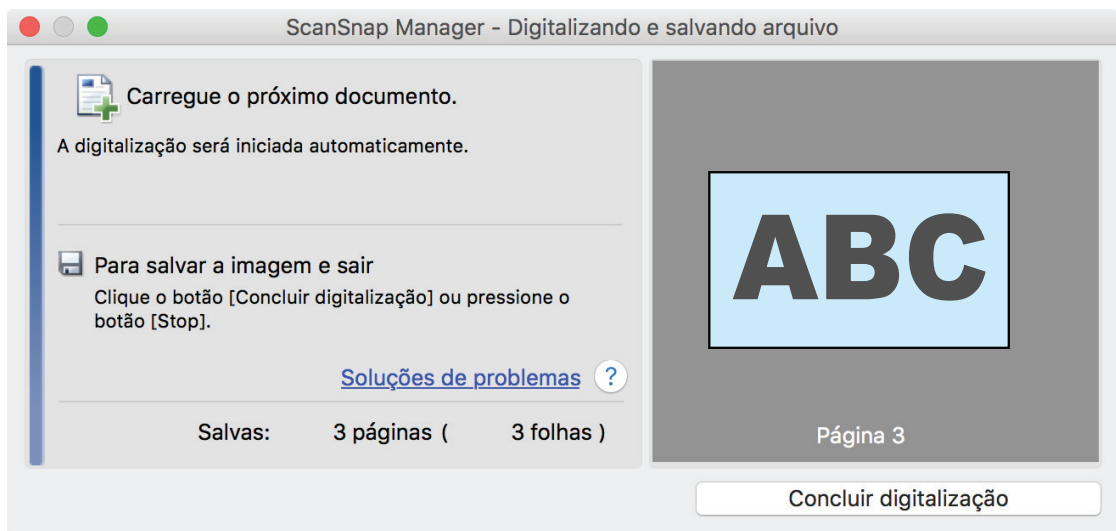 ScanSnap Manager - Digitalizando e salvando arquivo
Carregue o próximo documento.
A digitalização será iniciada automaticamente.
Para salvar a imagem e sair
Clique o botão [Concluir digitalização] ou pressione o
botão [Stop].
Soluções de problemas ?
Salvas: 3 páginas ( 3 folhas )
ABC
Página 3
Concluir digitalização